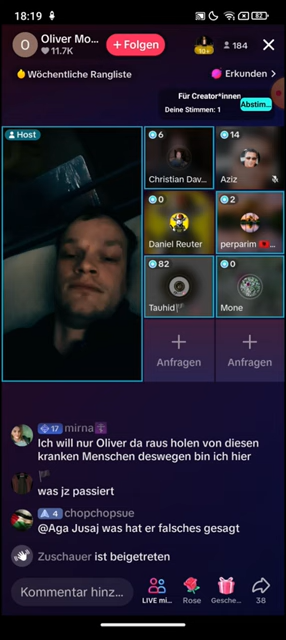 18:19
82
O
Oliver Mo...
11.7K
+ Folgen
10+
184
Wöchentliche Rangliste
Erkunden >
Für Creator*innen
Deine Stimmen: 1
Abstim...
Host
6
Christian Dav...
14
Aziz
0
Daniel Reuter
2
perparim
82
Tauhid
0
Mone
Anfragen
Anfragen
17 mirna
Ich will nur Oliver da raus holen von diesen
kranken Menschen deswegen bin ich hier
was jz passiert
4 chopchopsue
@Aga Jusaj was hat er falsches gesagt
Zuschauer ist beigetreten
Kommentar hinz...
LIVE mi...
Rose
Gesche...
38